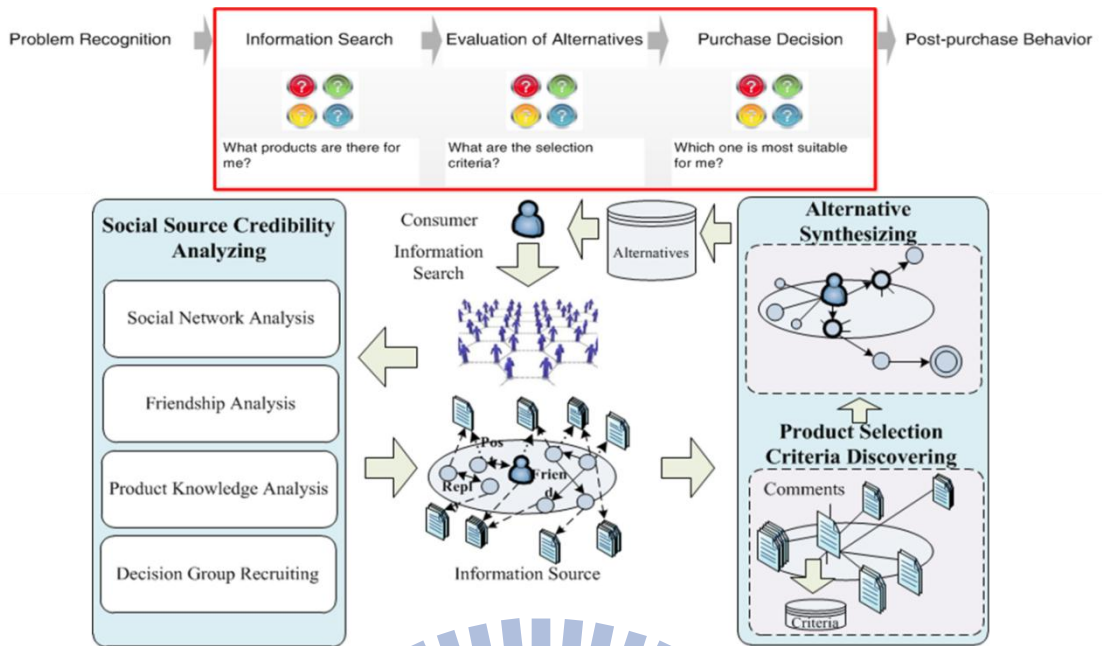 Problem Recognition
Information Search
Evaluation of Alternatives
Purchase Decision
Post-purchase Behavior
? ?
? ?
? ?
? ?
? ?
? ?
What products are there for
me?
What are the selection
criteria?
Which one is most suitable
for me?
Social Source Credibility
Analyzing
Social Network Analysis
Friendship Analysis
Product Knowledge Analysis
Decision Group Recruiting
Consumer
Information
Search
Alternatives
Pos
Repl
Frien
d
Information Source
Alternative
Synthesizing
Product Selection
Criteria Discovering
Comments
Criteria